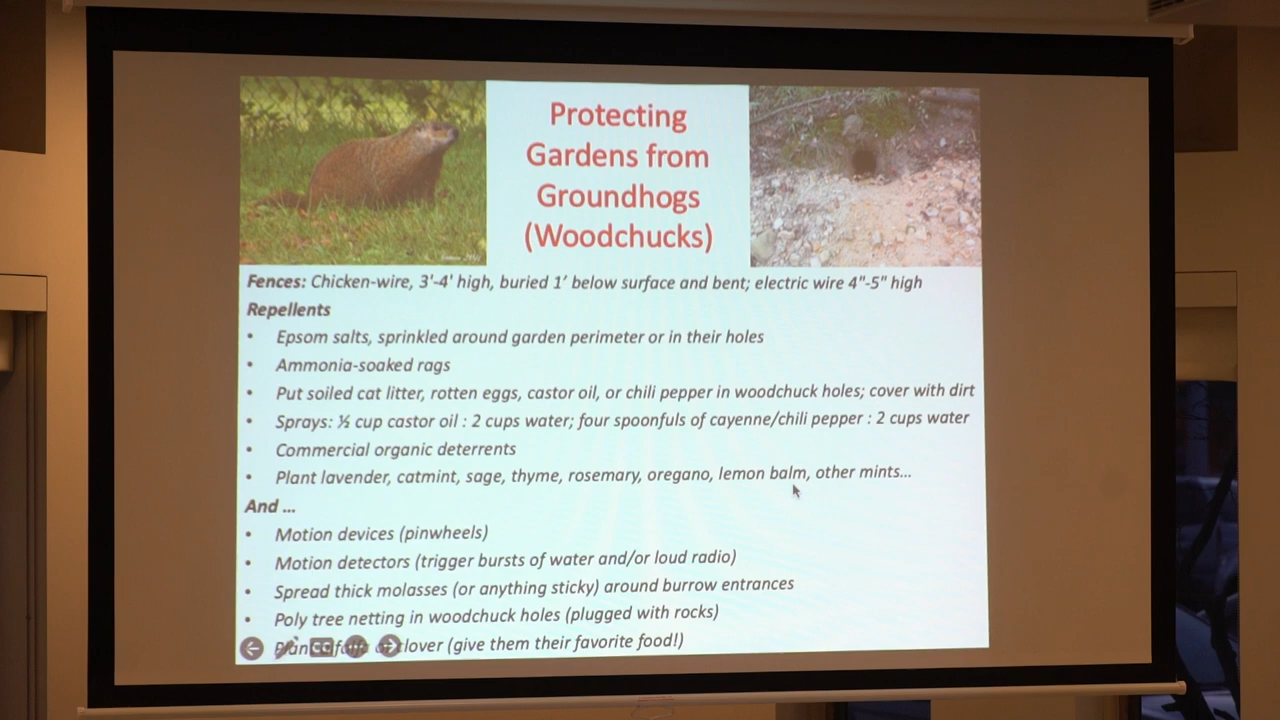 Protecting
Gardens from
Groundhogs
(Woodchucks)
Fences: Chicken-wire, 3'-4' high, buried 1' below surface and bent; electric wire 4"-5" high
Repellents
• Epsom salts, sprinkled around garden perimeter or in their holes
• Ammonia-soaked rags
• Put soiled cat litter, rotten eggs, castor oil, or chili pepper in woodchuck holes; cover with dirt
• Sprays: cup castor oil : 2 cups water; four spoonfuls of cayenne/chili pepper : 2 cups water
• Commercial organic deterrents
• Plant lavender, catmint, sage, thyme, rosemary, oregano, lemon balm, other mints...
And ...
• Motion devices (pinwheels)
• Motion detectors (trigger bursts of water and/or loud radio)
• Spread thick molasses (or anything sticky) around burrow entrances
• Poly tree netting in woodchuck holes (plugged with rocks)
• clover (give them their favorite food!)
CC